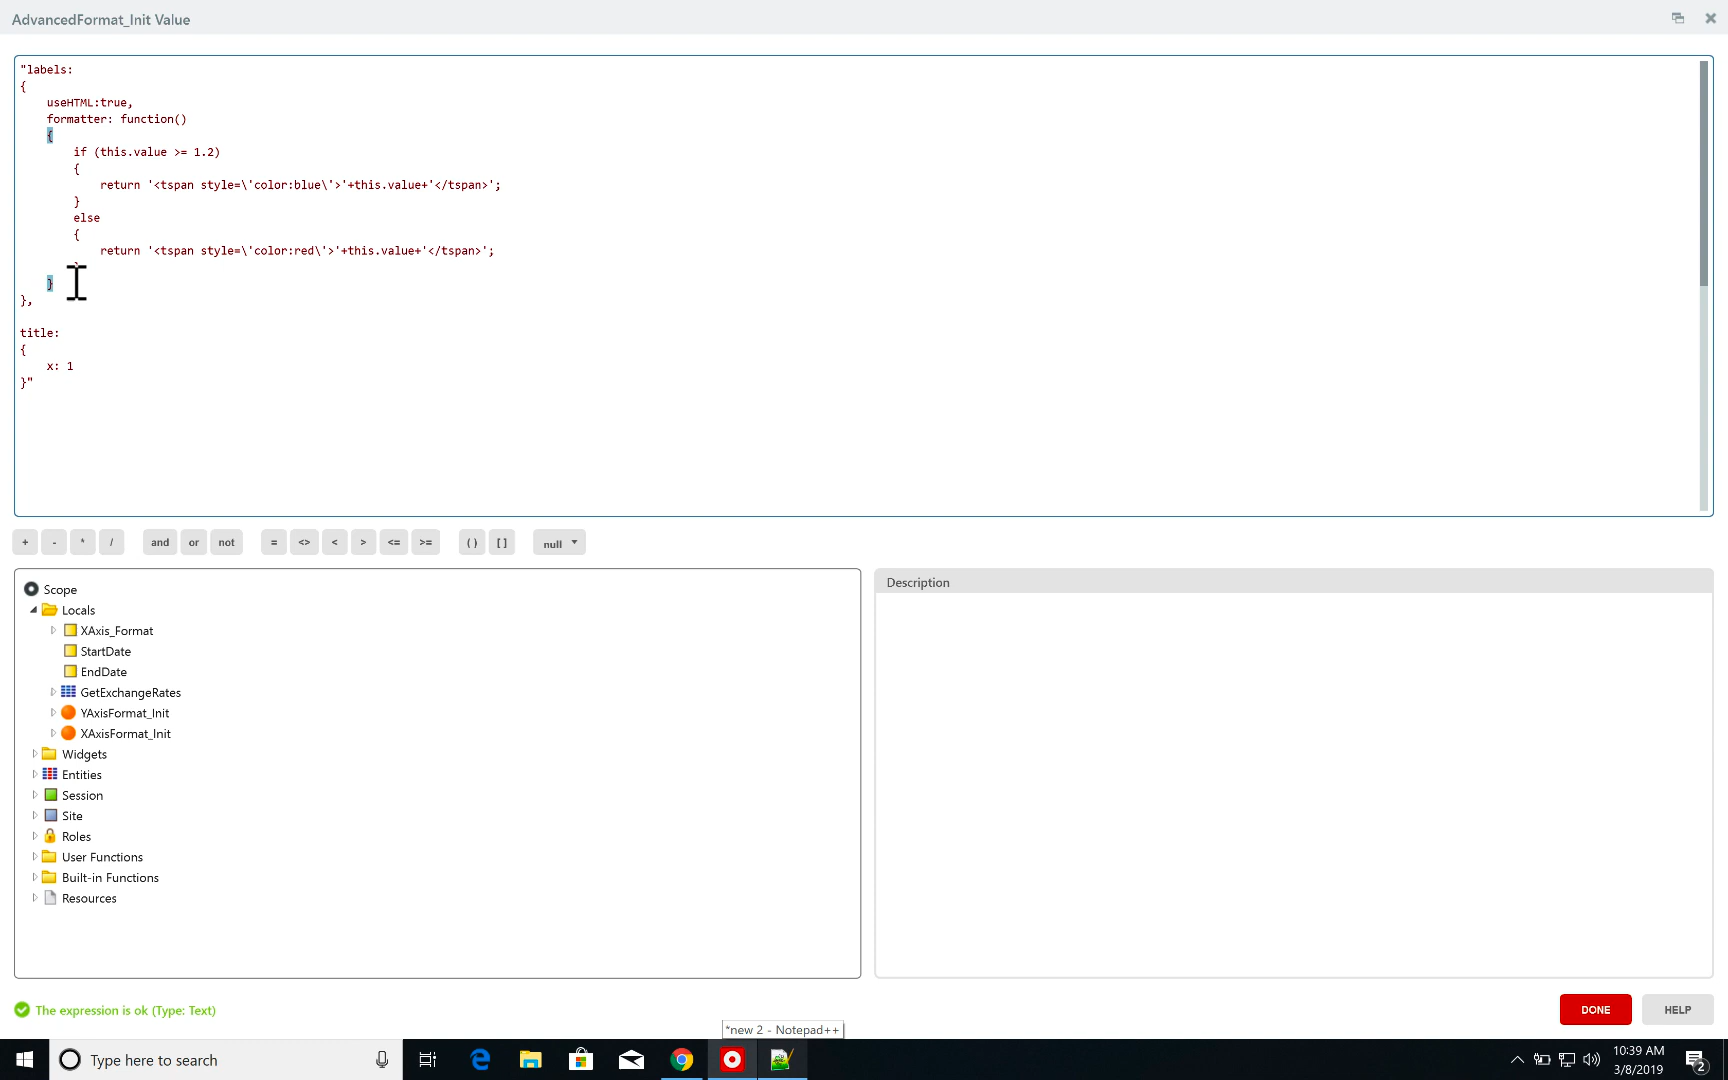 AdvancedFormat_Init Value
"labels:
{
    useHTML:true,
    formatter: function()
    {
        if (this.value >= 1.2)
        {
            return '<tspan style=\'color:blue\'>'+this.value+'</tspan>';
        }
        else
        {
            return '<tspan style=\'color:red\'>'+this.value+'</tspan>';
        }
    }
},
title:
{
    x: 1
}"
+ - * / and or not = <> < > <= >= ( ) [ ] null
Scope
Locals
XAxis_Format
StartDate
EndDate
GetExchangeRates
YAxisFormat_Init
XAxisFormat_Init
Widgets
Entities
Session
Site
Roles
User Functions
Built-in Functions
Resources
Description
The expression is ok (Type: Text)
DONE HELP
*new 2 - Notepad++
Type here to search
10:39 AM
3/8/2019
2